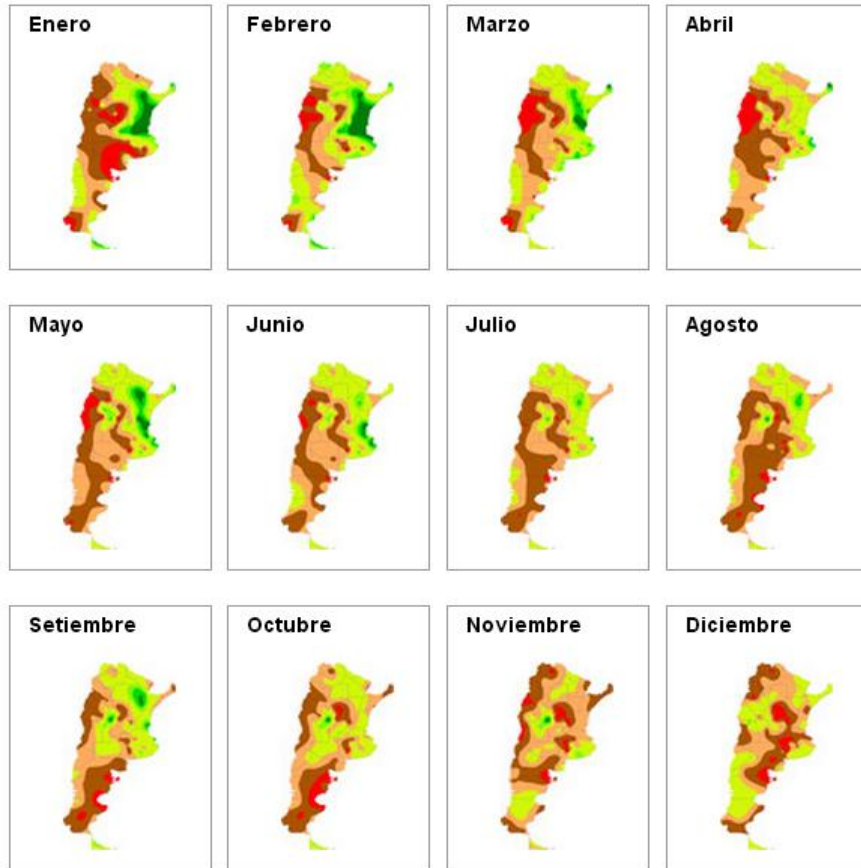 Enero
Febrero
Marzo
Abril
Mayo
Junio
Julio
Agosto
Setiembre
Octubre
Noviembre
Diciembre